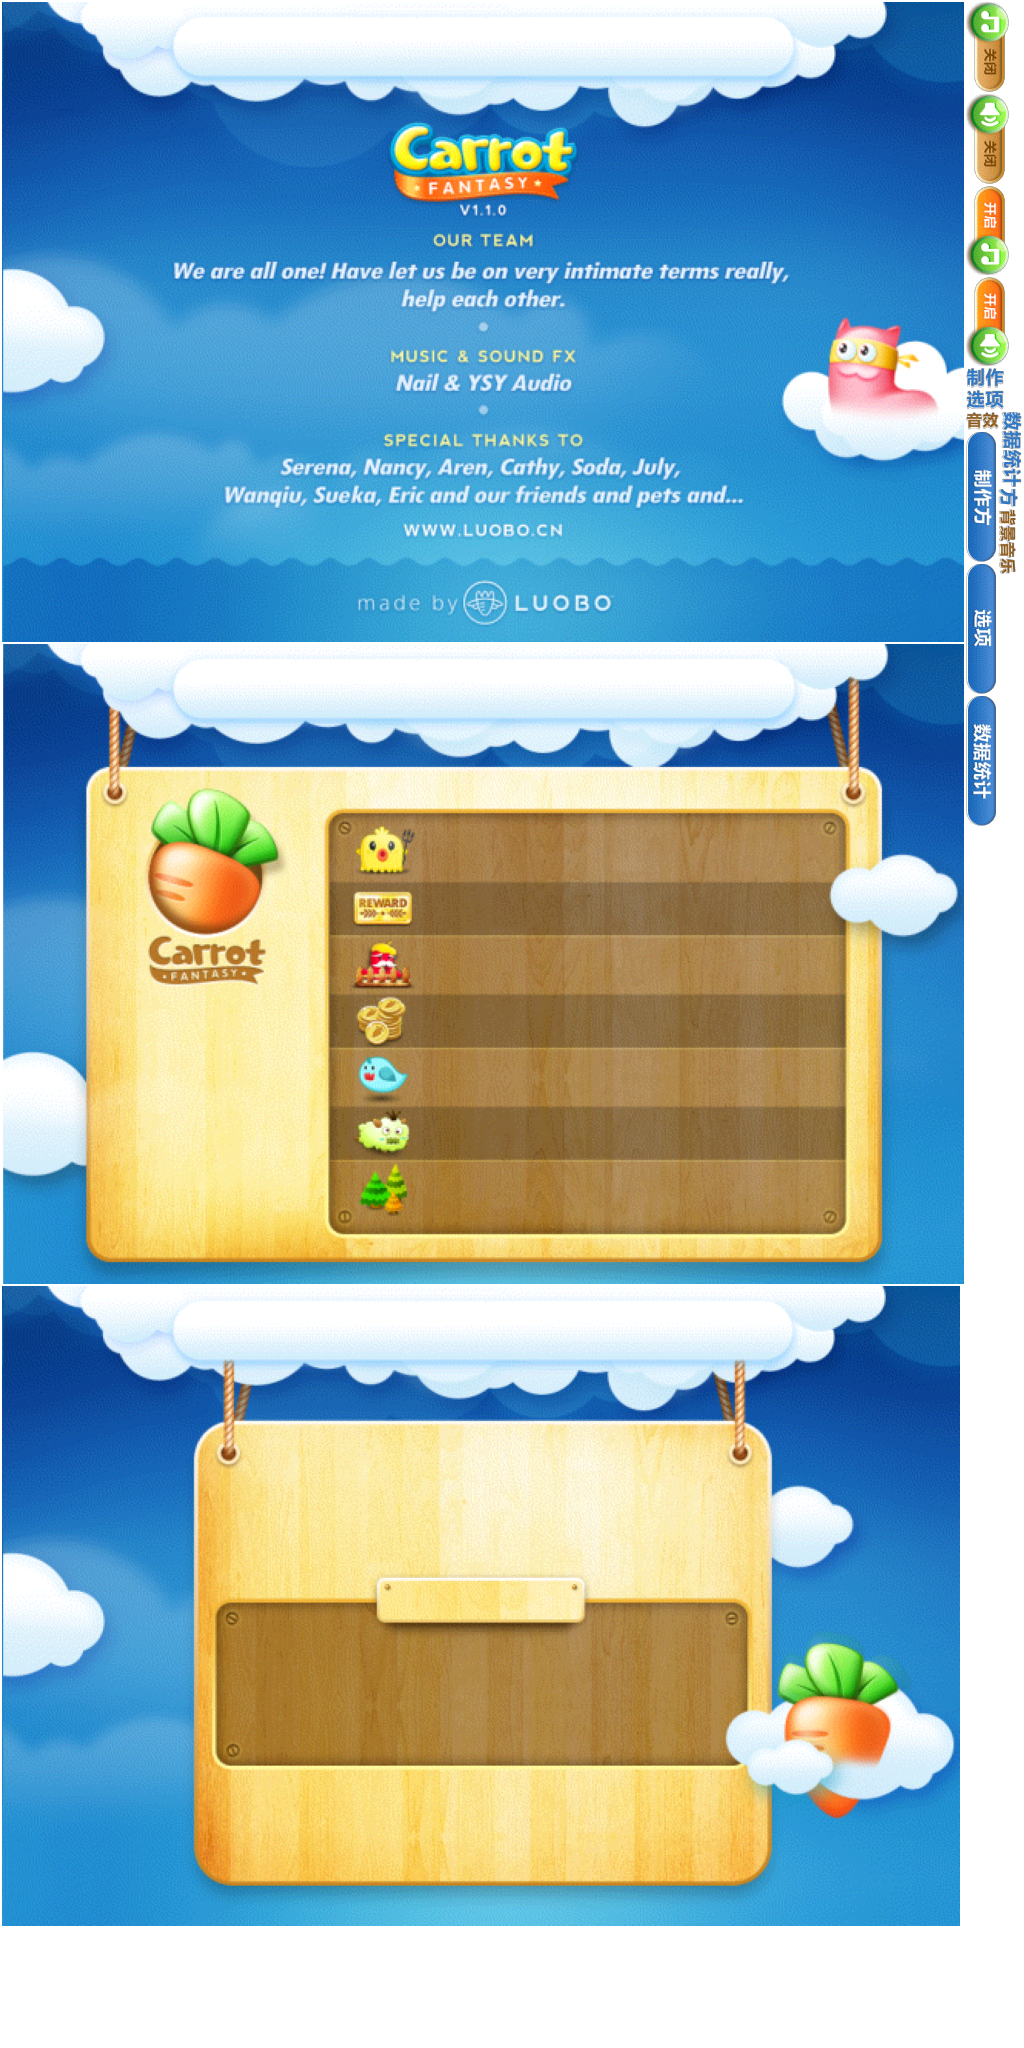 Carrot
FANTASY
V1.1.0
OUR TEAM
We are all one! Have let us be on very intimate terms really,
help each other.
MUSIC & SOUND FX
Nail & YSY Audio
SPECIAL THANKS TO
Serena, Nancy, Aren, Cathy, Soda, July,
Wanqiu, Sueka, Eric and our friends and pets and...
WWW.LUOBO.CN
made by LUOBO
关闭
关闭
开启
开启
制作
选项
音效
数据统计
方
背景音乐
制作方
选项
数据统计
Carrot
FANTASY
REWARD